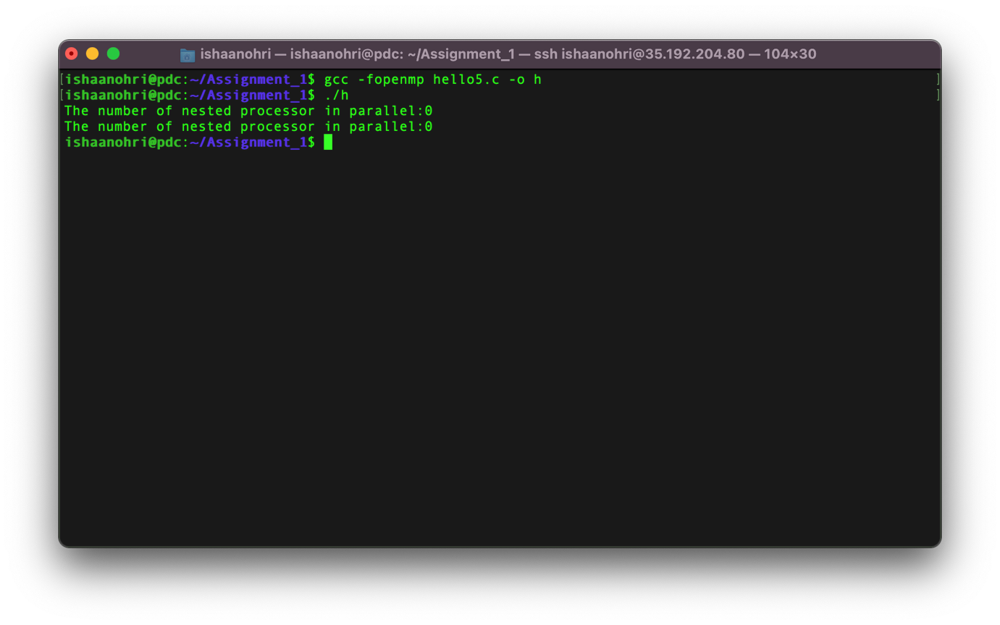 ishaanohri — ishaanohri@pdc: ~/Assignment_1 — ssh ishaanohri@35.192.204.80 — 104×30
[ishaanohri@pdc:~/Assignment_1$ gcc -fopenmp hello5.c -o h ]
[ishaanohri@pdc:~/Assignment_1$ ./h ]
The number of nested processor in parallel:0
The number of nested processor in parallel:0
ishaanohri@pdc:~/Assignment_1$